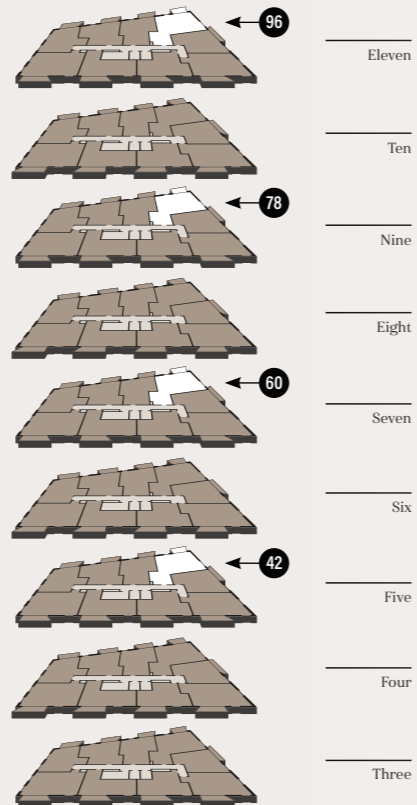 96
Eleven
Ten
78
Nine
Eight
60
Seven
Six
42
Five
Four
Three